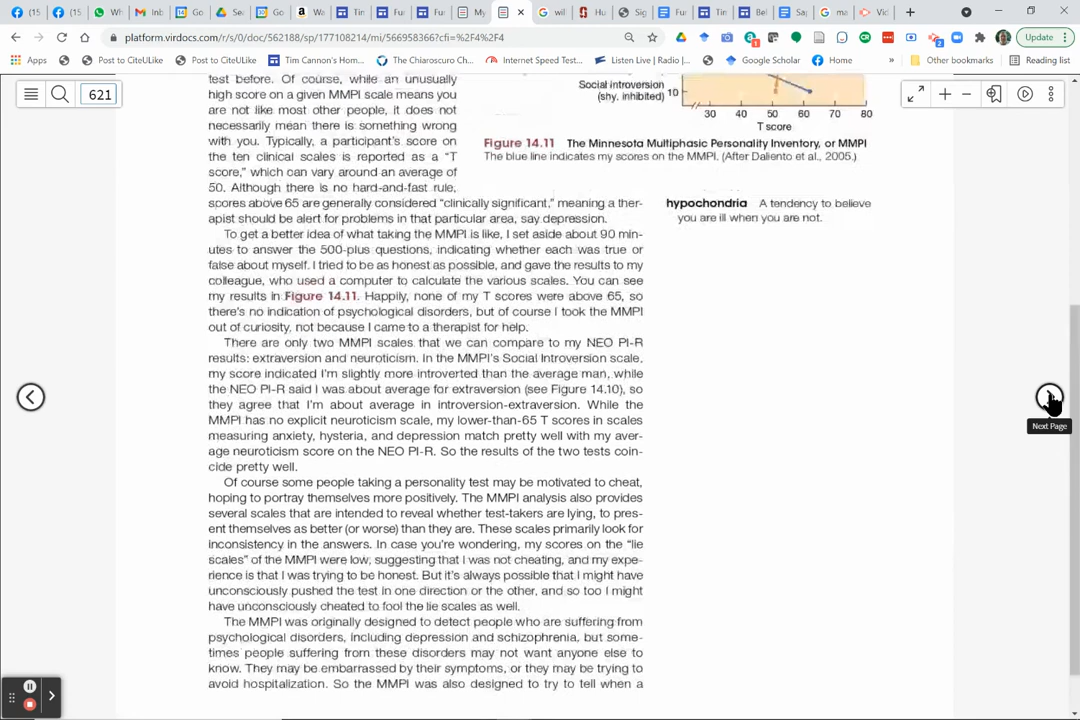 (15
(15
Wh
Inb
Go
Sea
Go
Wa
Tin
Fur
Fur
My
wil
Hu
Sig
Fur
Tin
Bel
Sap
ma
Vid
platform.virdocs.com/r/s/0/doc/562188/sp/177108214/mi/566958366?cfi=%2F4%2F4
Update
Apps
Post to CiteULike
Post to CiteULike
Tim Cannon's Hom...
The Chiaroscuro Ch...
Internet Speed Test...
Listen Live | Radio |...
Google Scholar
Home
Other bookmarks
Reading list
621
test before. Of course, while an unusually
high score on a given MMPI scale means you
are not like most other people, it does not
necessarily mean there is something wrong
with you. Typically, a participant's score on
the ten clinical scales is reported as a "T
score," which can vary around an average of
50. Although there is no hard-and-fast rule,
scores above 65 are generally considered "clinically significant," meaning a ther-
apist should be alert for problems in that particular area, say depression.
To get a better idea of what taking the MMPI is like, I set aside about 90 min-
utes to answer the 500-plus questions, indicating whether each was true or
false about myself. I tried to be as honest as possible, and gave the results to my
colleague, who used a computer to calculate the various scales. You can see
my results in Figure 14.11. Happily, none of my T scores were above 65, so
there's no indication of psychological disorders, but of course I took the MMPI
out of curiosity, not because I came to a therapist for help.
There are only two MMPI scales that we can compare to my NEO PI-R
results: extraversion and neuroticism. In the MMPI's Social Introversion scale,
my score indicated I'm slightly more introverted than the average man, while
the NEO PI-R said I was about average for extraversion (see Figure 14.10), so
they agree that I'm about average in introversion-extraversion. While the
MMPI has no explicit neuroticism scale, my lower-than-65 T scores in scales
measuring anxiety, hysteria, and depression match pretty well with my aver-
age neuroticism score on the NEO PI-R. So the results of the two tests coin-
cide pretty well.
Of course some people taking a personality test may be motivated to cheat,
hoping to portray themselves more positively. The MMPI analysis also provides
several scales that are intended to reveal whether test-takers are lying, to pres-
ent themselves as better (or worse) than they are. These scales primarily look for
inconsistency in the answers. In case you're wondering, my scores on the "lie
scales" of the MMPI were low, suggesting that I was not cheating, and my expe-
rience is that I was trying to be honest. But it's always possible that I might have
unconsciously pushed the test in one direction or the other, and so too I might
have unconsciously cheated to fool the lie scales as well.
The MMPI was originally designed to detect people who are suffering from
psychological disorders, including depression and schizophrenia, but some-
times people suffering from these disorders may not want anyone else to
know. They may be embarrassed by their symptoms, or they may be trying to
avoid hospitalization. So the MMPI was also designed to try to tell when a
Social introversion
(shy, inhibited)
10
30 40 50 60 70 80
T score
Figure 14.11 The Minnesota Multiphasic Personality Inventory, or MMPI
The blue line indicates my scores on the MMPI. (After Daliento et al., 2005.)
hypochondria A tendency to believe
you are ill when you are not.
Next Page